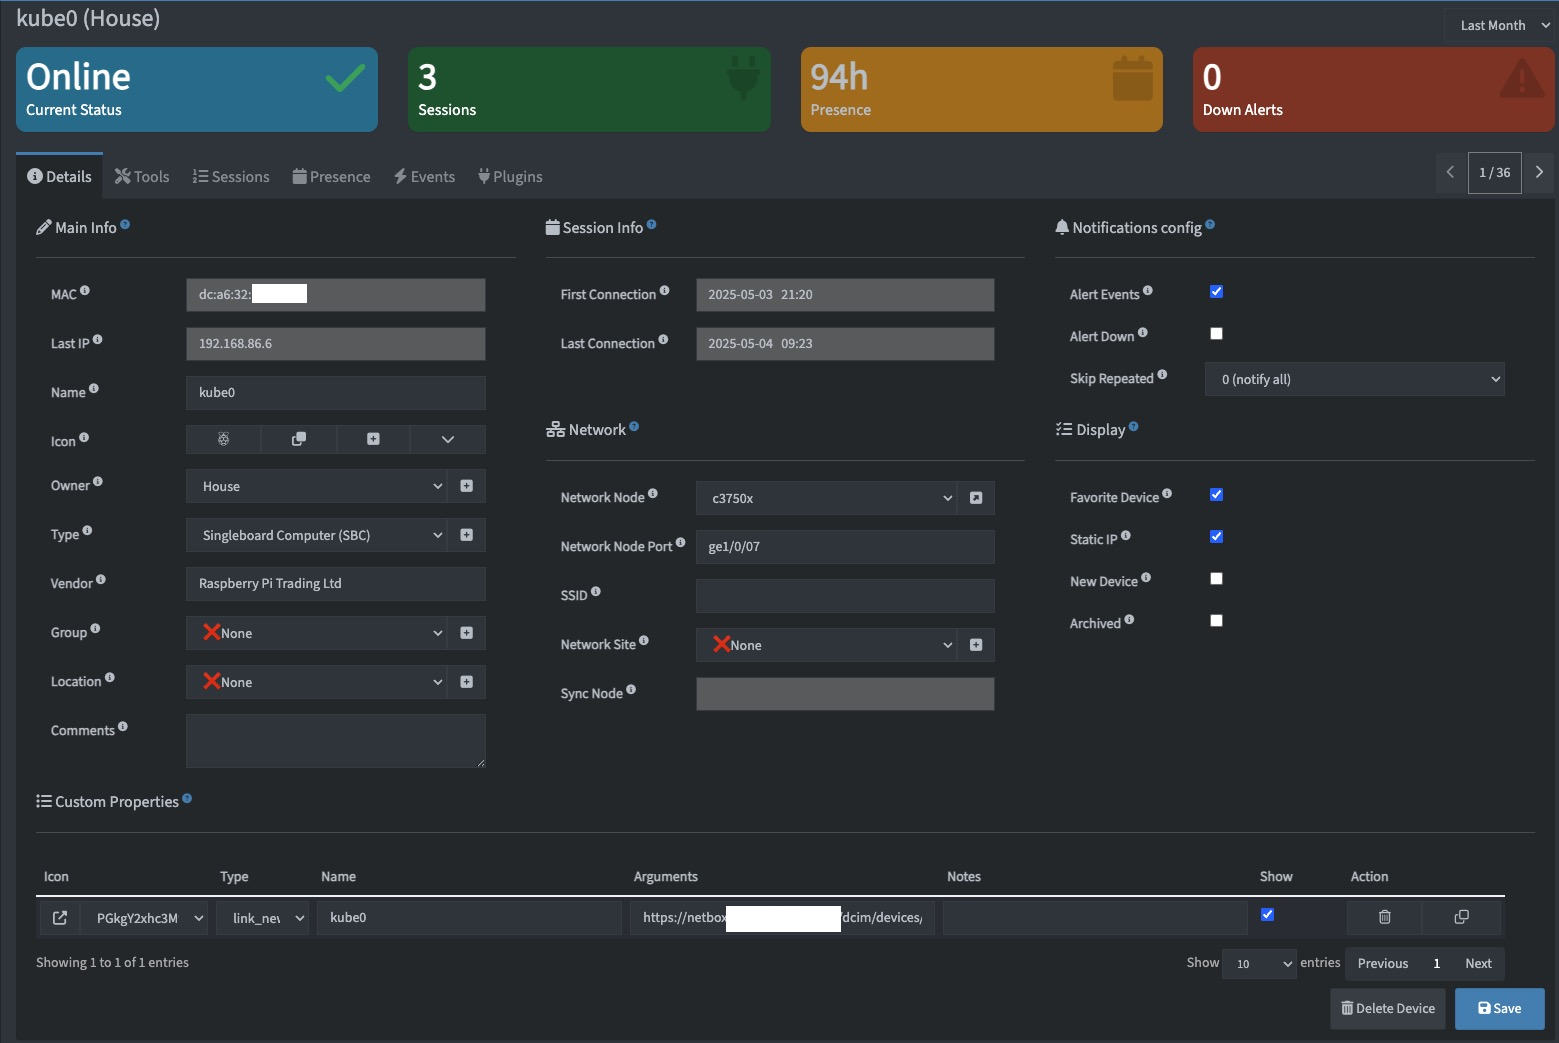 kube0 (House)
Last Month
Online
Current Status
3
Sessions
94h
Presence
0
Down Alerts
Details
Tools
Sessions
Presence
Events
Plugins
1 / 36
Main Info
MAC
dc:a6:32:
Last IP
192.168.86.6
Name
kube0
Icon
Owner
House
Type
Singleboard Computer (SBC)
Vendor
Raspberry Pi Trading Ltd
Group
None
Location
None
Comments
Session Info
First Connection
2025-05-03 21:20
Last Connection
2025-05-04 09:23
Network
Network Node
c3750x
Network Node Port
ge1/0/07
SSID
Network Site
None
Sync Node
Notifications config
Alert Events
Alert Down
Skip Repeated
0 (notify all)
Display
Favorite Device
Static IP
New Device
Archived
Custom Properties
Icon Type Name Arguments Notes Show Action
PGkgY2xhc3M link_nev kube0 https://netbox /dcim/devices/
Showing 1 to 1 of 1 entries
Show 10 entries
Previous 1 Next
Delete Device
Save